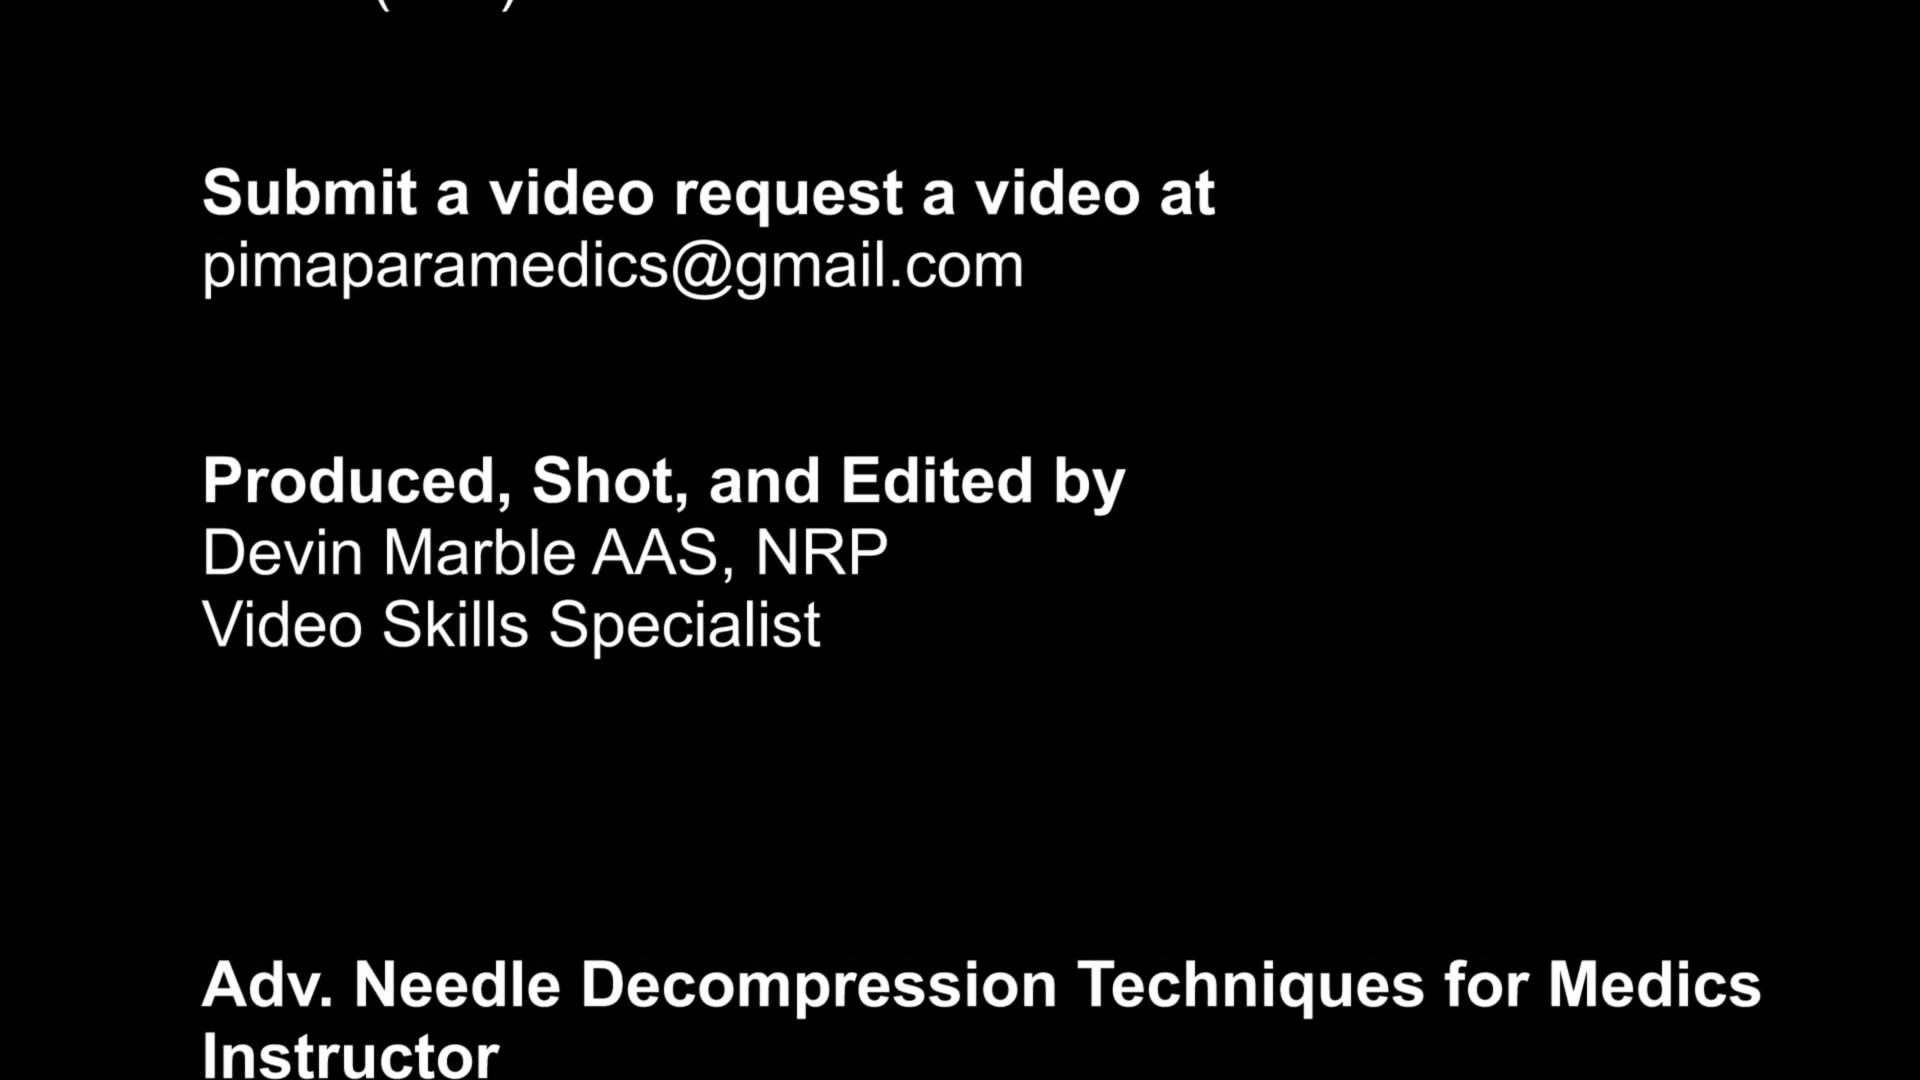 Submit a video request a video at
pimaparamedics@gmail.com
Produced, Shot, and Edited by
Devin Marble AAS, NRP
Video Skills Specialist
Adv. Needle Decompression Techniques for Medics
Instructor